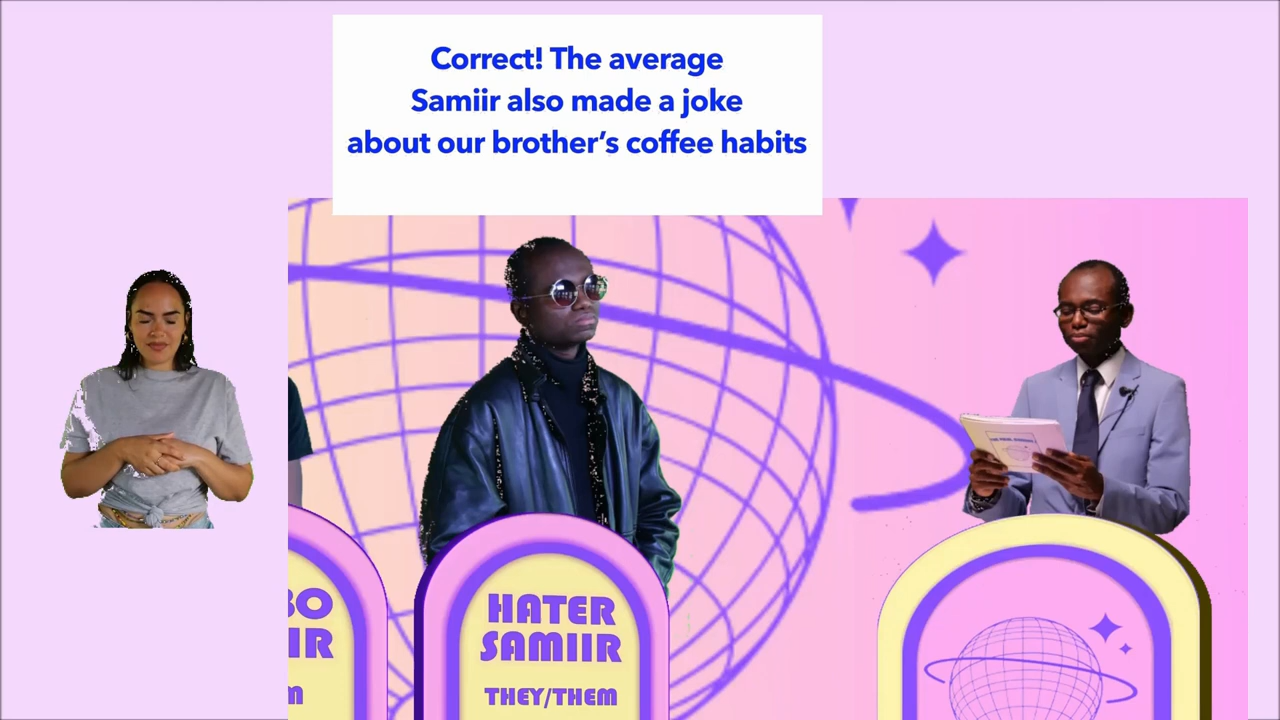 Correct! The average
Samiir also made a joke
about our brother's coffee habits
HATER
SAMIIR
THEY/THEM